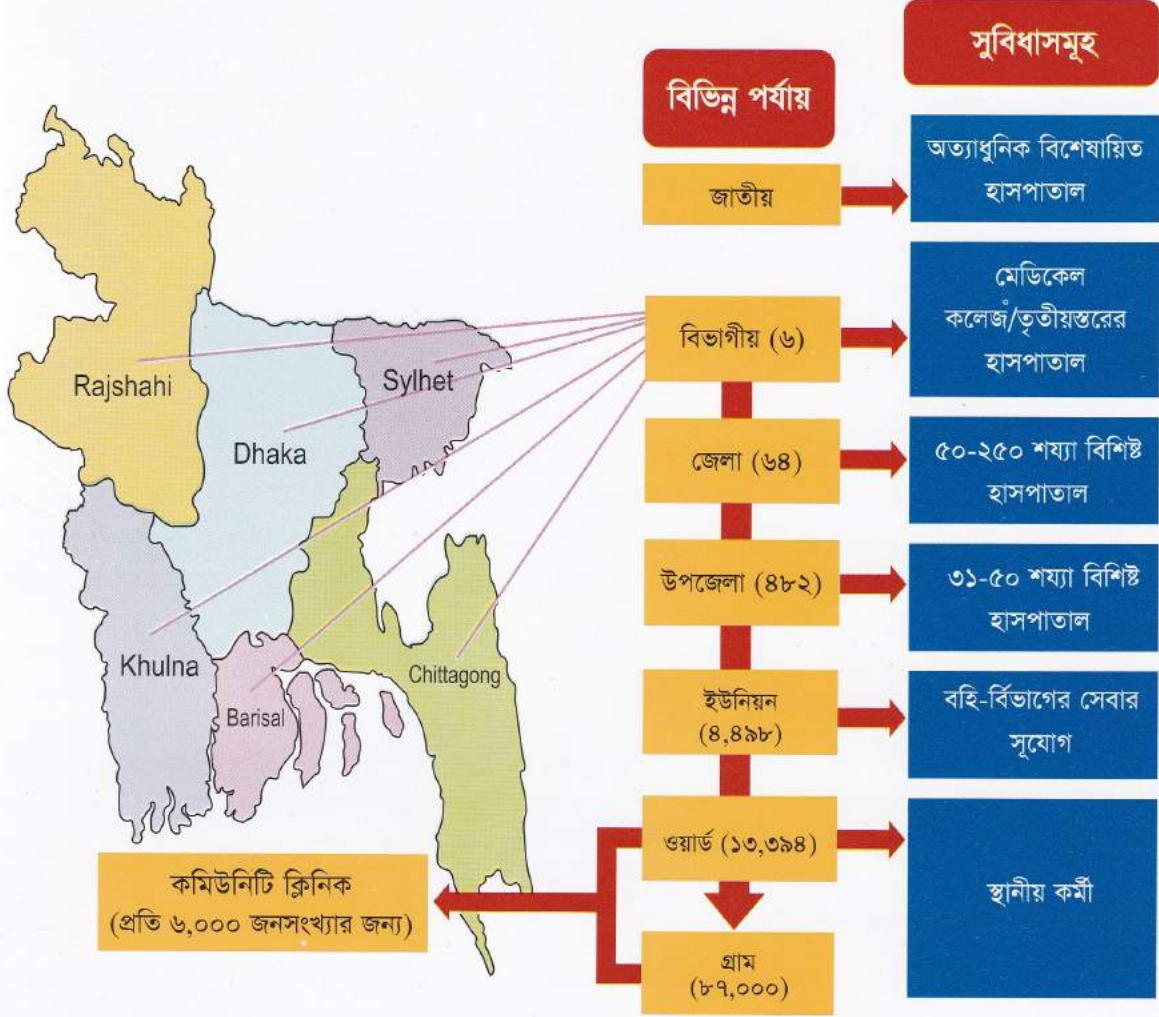 সুবিধাসমূহ
বিভিন্ন পর্যায়
জাতীয়
অত্যাধুনিক বিশেষায়িত
হাসপাতাল
বিভাগীয় (৬)
মেডিকেল
কলেজ/তৃতীয়স্তরের
হাসপাতাল
জেলা (৬৪)
৫০-২৫০ শয্যা বিশিষ্ট
হাসপাতাল
উপজেলা (৪৮২)
৩১-৫০ শয্যা বিশিষ্ট
হাসপাতাল
ইউনিয়ন
(৪,৪৯৮)
বহি-র্বিভাগের সেবার
সূযোগ
ওয়ার্ড (১৩,৩৯৪)
স্থানীয় কর্মী
গ্রাম
(৮৭,০০০)
কমিউনিটি ক্লিনিক
(প্রতি ৬,০০০ জনসংখ্যার জন্য)
Rajshahi
Sylhet
Dhaka
Khulna
Barisal
Chittagong